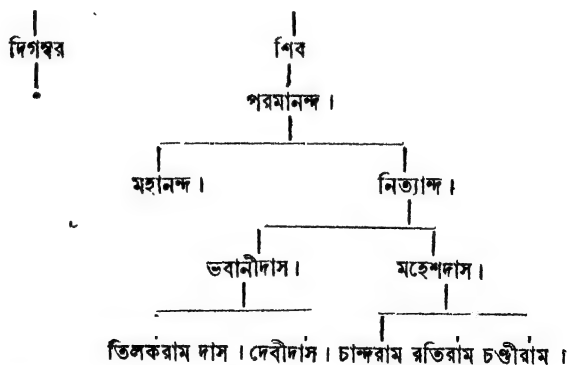 দিগম্বর শিব
পরমানন্দ ।
মহানন্দ । নিত্যান্দ ।
ভবানীদাস । মহেশদাস ।
তিলকরাম দাস । দেবীদাস । চান্দরাম রতিরাম চণ্ডীরাম ।